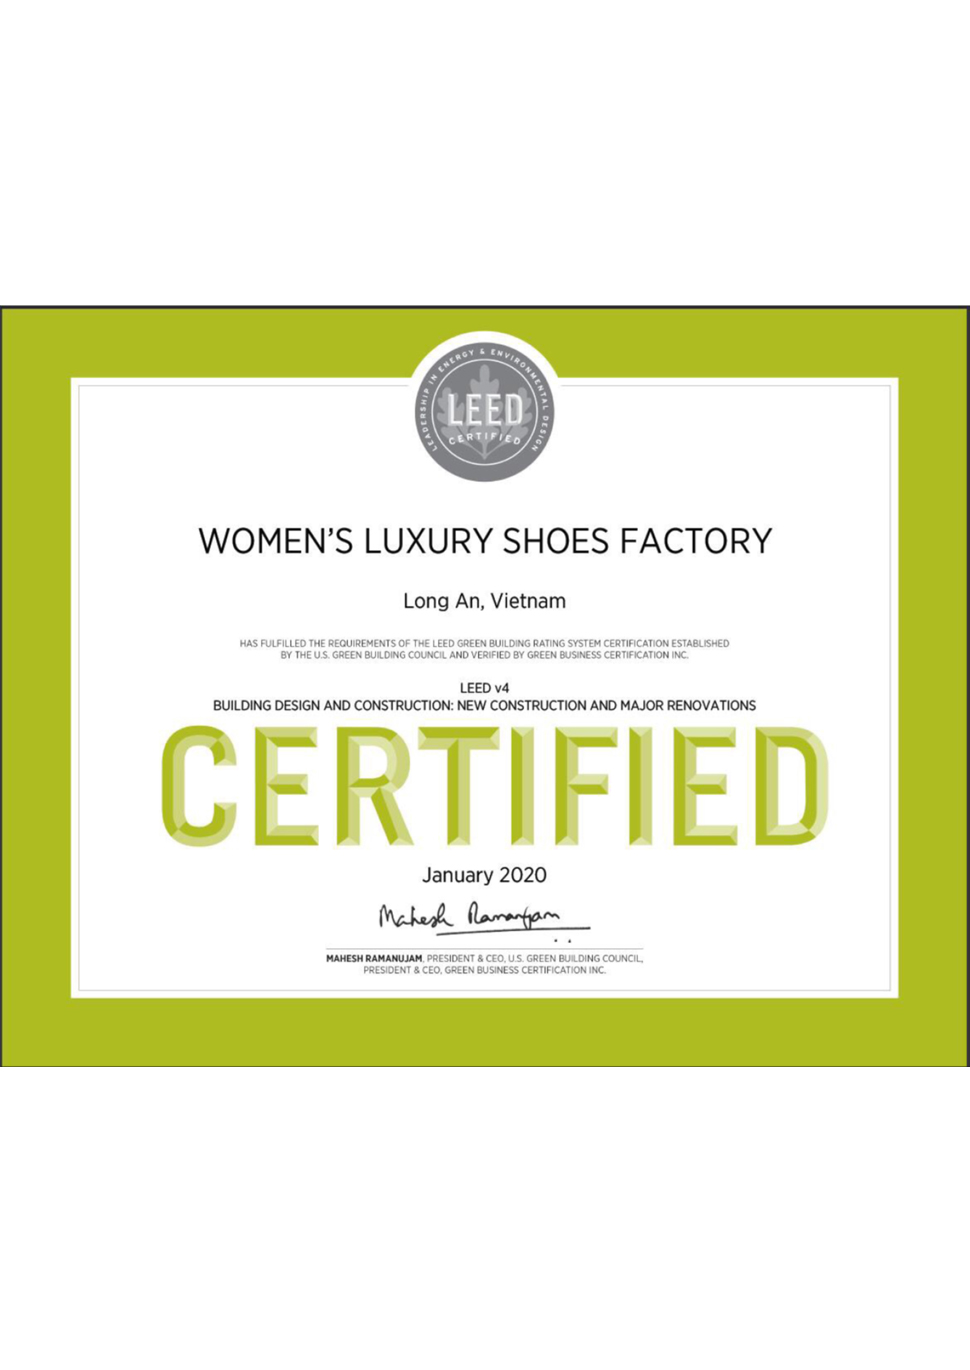 LEADERSHIP IN ENERGY & ENVIRONMENTAL DESIGN
LEED
CERTIFIED
WOMEN'S LUXURY SHOES FACTORY
Long An, Vietnam
HAS FULFILLED THE REQUIREMENTS OF THE LEED GREEN BUILDING RATING SYSTEM CERTIFICATION ESTABLISHED
BY THE U.S. GREEN BUILDING COUNCIL AND VERIFIED BY GREEN BUSINESS CERTIFICATION INC.
LEED v4
BUILDING DESIGN AND CONSTRUCTION: NEW CONSTRUCTION AND MAJOR RENOVATIONS
CERTIFIED
January 2020
Mahesh Ramanujam
MAHESH RAMANUJAM, PRESIDENT & CEO, U.S. GREEN BUILDING COUNCIL,
PRESIDENT & CEO, GREEN BUSINESS CERTIFICATION INC.